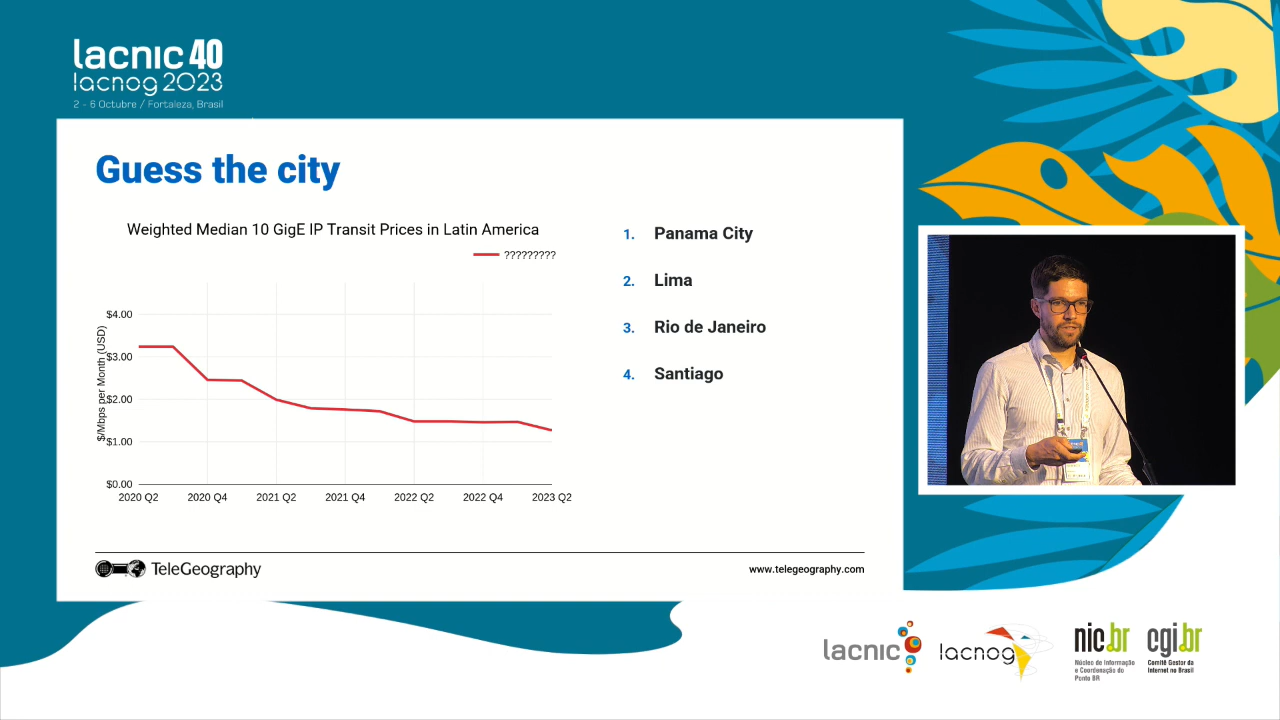 lacnic 40
lacnog 2023
2 - 6 Octubre / Fortaleza, Brasil
Guess the city
Weighted Median 10 GigE IP Transit Prices in Latin America
?????????
$/Mbps per Month (USD)
$4.00
$3.00
$2.00
$1.00
$0.00
2020 Q2
2020 Q4
2021 Q2
2021 Q4
2022 Q2
2022 Q4
2023 Q2
1. Panama City
2. Lima
3. Rio de Janeiro
4. Santiago
TeleGeography
www.telegeography.com
lacnic
lacnog
nic.br
Núcleo de Informação
e Coordenação do
Ponto BR
cgi.br
Comitê Gestor da
Internet no Brasil